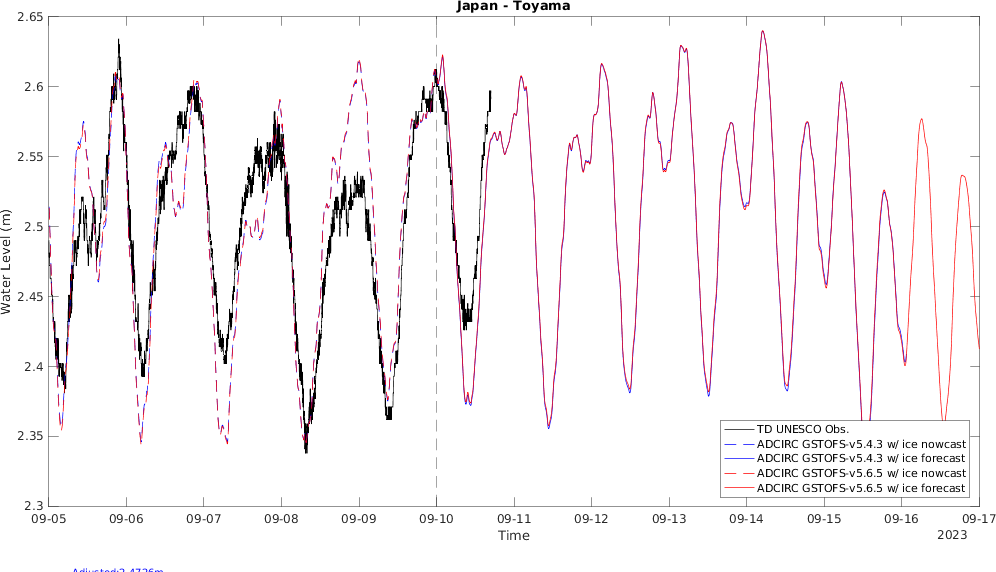 Japan - Toyama
2.65
2.6
2.55
2.5
2.45
2.4
2.35
2.3
Water Level (m)
TD UNESCO Obs.
ADCIRC GSTOFS-v5.4.3 w/ ice nowcast
ADCIRC GSTOFS-v5.4.3 w/ ice forecast
ADCIRC GSTOFS-v5.6.5 w/ ice nowcast
ADCIRC GSTOFS-v5.6.5 w/ ice forecast
09-05 09-06 09-07 09-08 09-09 09-10 09-11 09-12 09-13 09-14 09-15 09-16 09-17
Time
2023